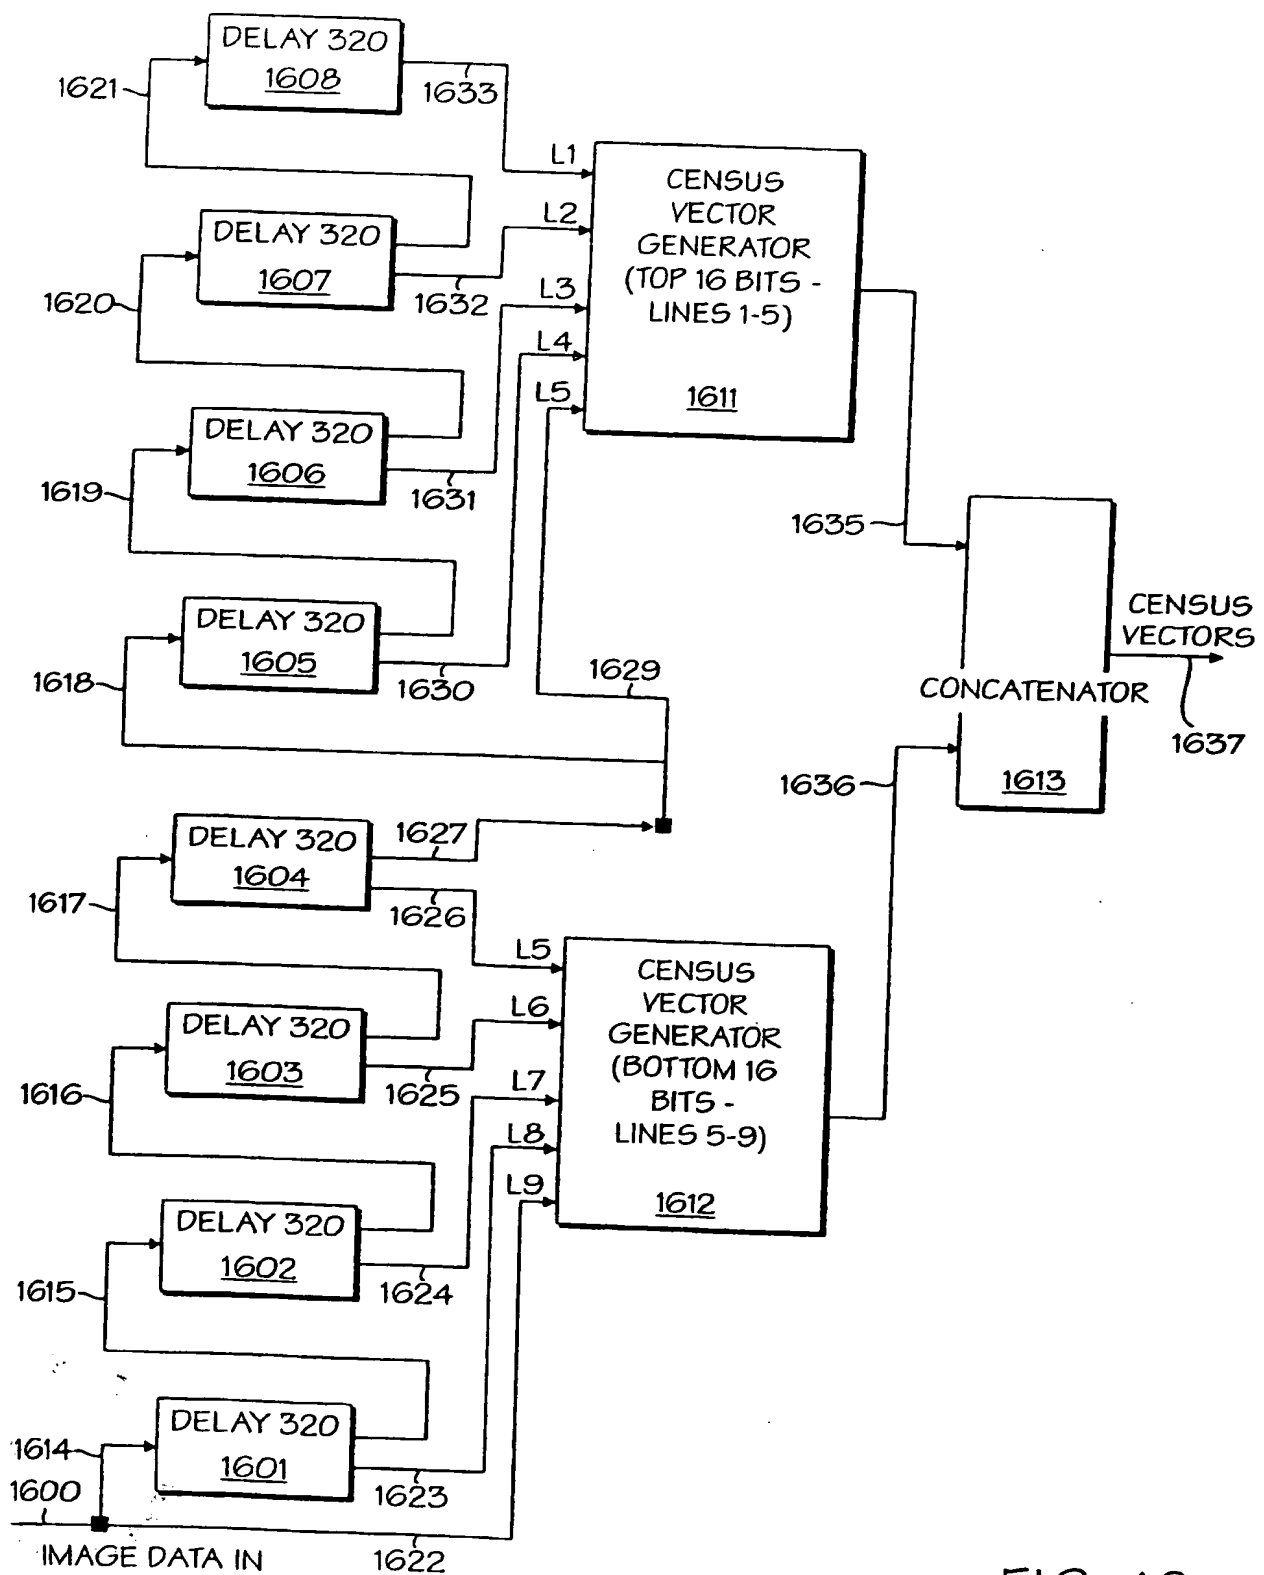 DELAY 320
1608
1621
1633
L1
DELAY 320
1607
1620
1632
L2
L3
L4
L5
CENSUS
VECTOR
GENERATOR
(TOP 16 BITS -
LINES 1-5)
1611
DELAY 320
1606
1619
1631
1635
DELAY 320
1605
1618
1630
1629
CENSUS
VECTORS
CONCATENATOR
1637
1613
1636
DELAY 320
1604
1627
1617
1626
L5
L6
L7
L8
L9
CENSUS
VECTOR
GENERATOR
(BOTTOM 16
BITS -
LINES 5-9)
1612
DELAY 320
1603
1616
1625
DELAY 320
1602
1615
1624
DELAY 320
1601
1614
1623
1600
1622
IMAGE DATA IN